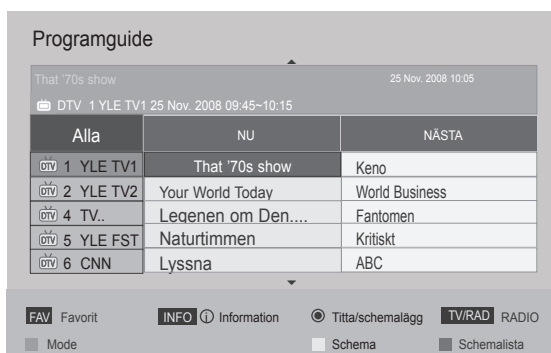 Programguide
That '70s show 25 Nov. 2008 10:05
DTV 1 YLE TV1 25 Nov. 2008 09:45~10:15
Alla NU NÄSTA
DTV 1 YLE TV1 That '70s show Keno
DTV 2 YLE TV2 Your World Today World Business
DTV 4 TV.. Legenen om Den.... Fantomen
DTV 5 YLE FST Naturtimmen Kritiskt
DTV 6 CNN Lyssna ABC
FAV Favorit INFO i Information Titta/schemalägg TV/RAD RADIO
Mode Schema Schemalista